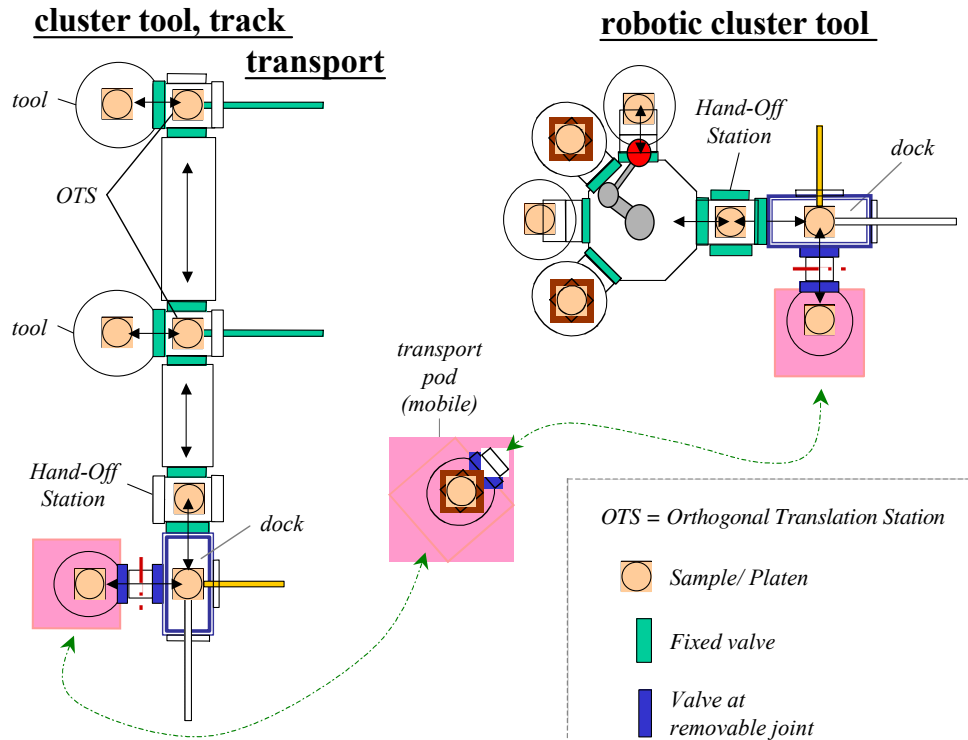 cluster tool, track
transport
robotic cluster tool
tool
OTS
tool
Hand-Off
Station
dock
transport
pod
(mobile)
Hand-Off
Station
dock
OTS = Orthogonal Translation Station
Sample/ Platen
Fixed valve
Valve at
removable joint